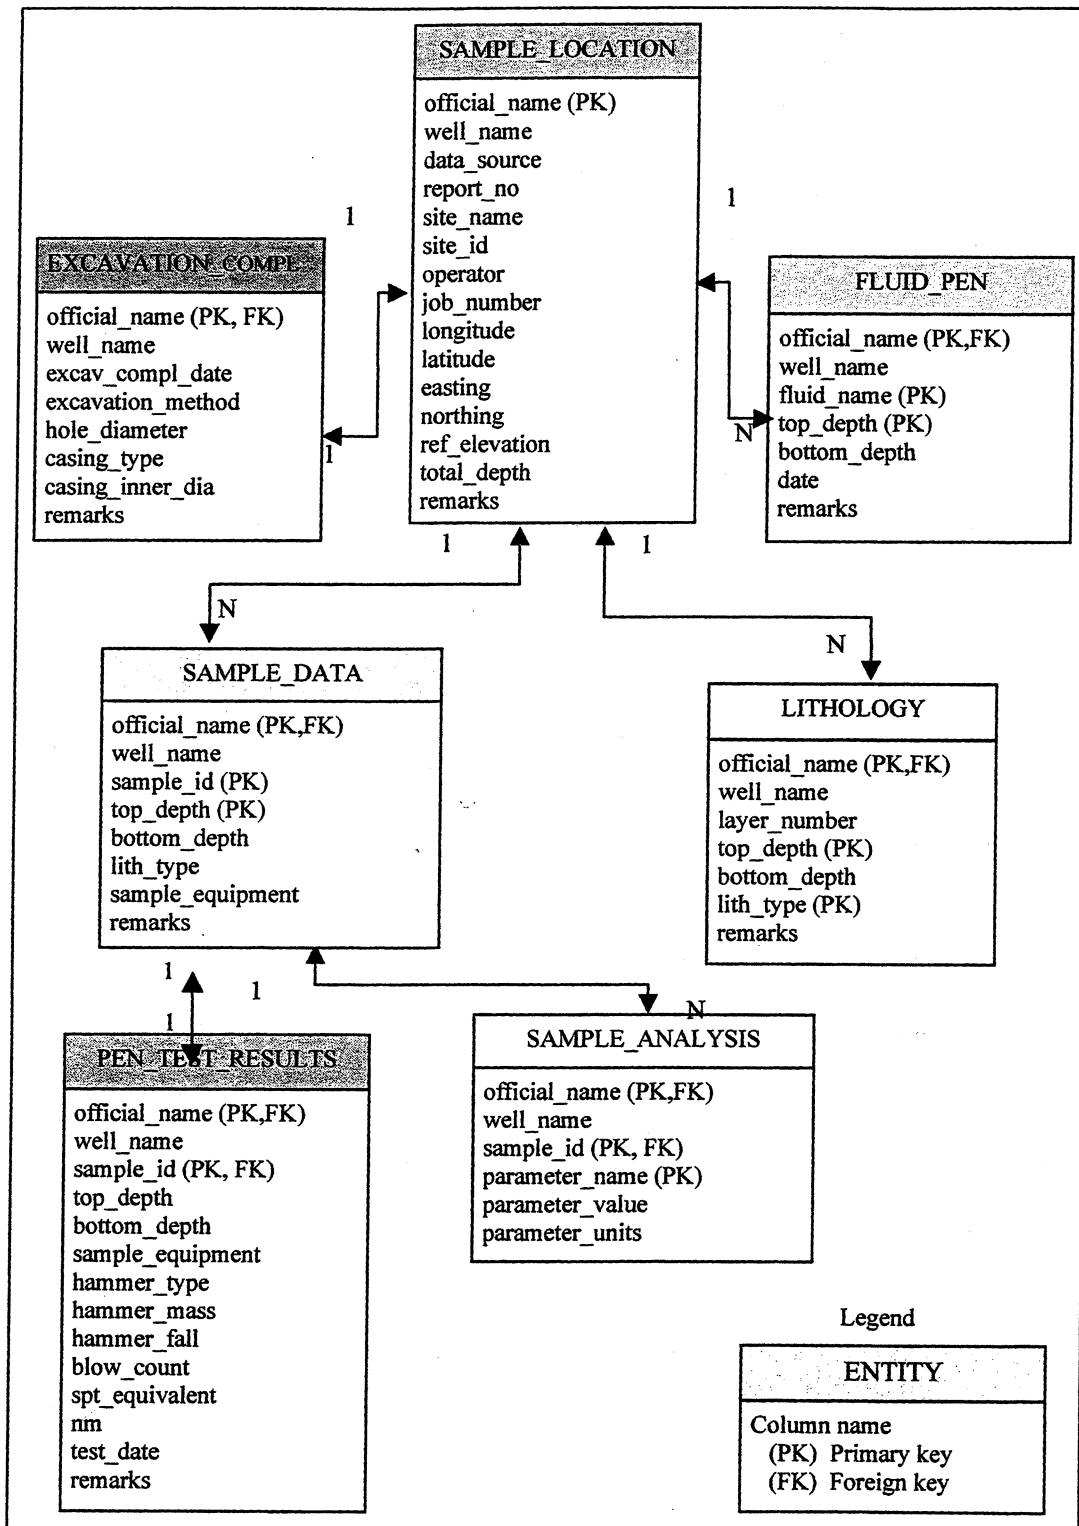 SAMPLE_LOCATION
official_name (PK)
well_name
data_source
report_no
site_name
site_id
operator
job_number
longitude
latitude
easting
northing
ref_elevation
total_depth
remarks
1
1
EXCAVATION_COMPL
official_name (PK, FK)
well_name
excav_compl_date
excavation_method
hole_diameter
casing_type
casing_inner_dia
remarks
1
FLUID_PEN
official_name (PK,FK)
well_name
fluid_name (PK)
top_depth (PK)
bottom_depth
date
remarks
N
1
1
N
N
SAMPLE_DATA
official_name (PK,FK)
well_name
sample_id (PK)
top_depth (PK)
bottom_depth
lith_type
sample_equipment
remarks
LITHOLOGY
official_name (PK,FK)
well_name
layer_number
top_depth (PK)
bottom_depth
lith_type (PK)
remarks
1
1
1
N
PEN_TEST_RESULTS
official_name (PK,FK)
well_name
sample_id (PK, FK)
top_depth
bottom_depth
sample_equipment
hammer_type
hammer_mass
hammer_fall
blow_count
spt_equivalent
nm
test_date
remarks
SAMPLE_ANALYSIS
official_name (PK,FK)
well_name
sample_id (PK, FK)
parameter_name (PK)
parameter_value
parameter_units
Legend
ENTITY
Column name
(PK) Primary key
(FK) Foreign key